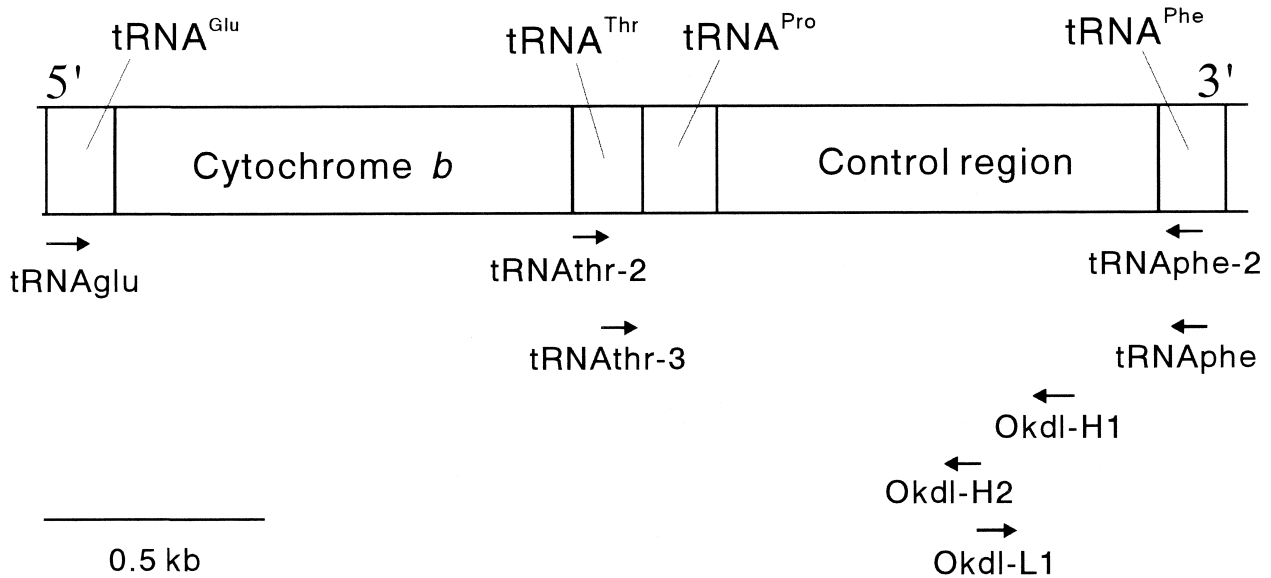 tRNA^Glu tRNA^Thr tRNA^Pro tRNA^Phe
5' 3'
Cytochrome b Control region
tRNAglu tRNAthr-2 tRNAphe-2
tRNAthr-3 tRNAphe
Okdl-H1
Okdl-H2
0.5 kb Okdl-L1